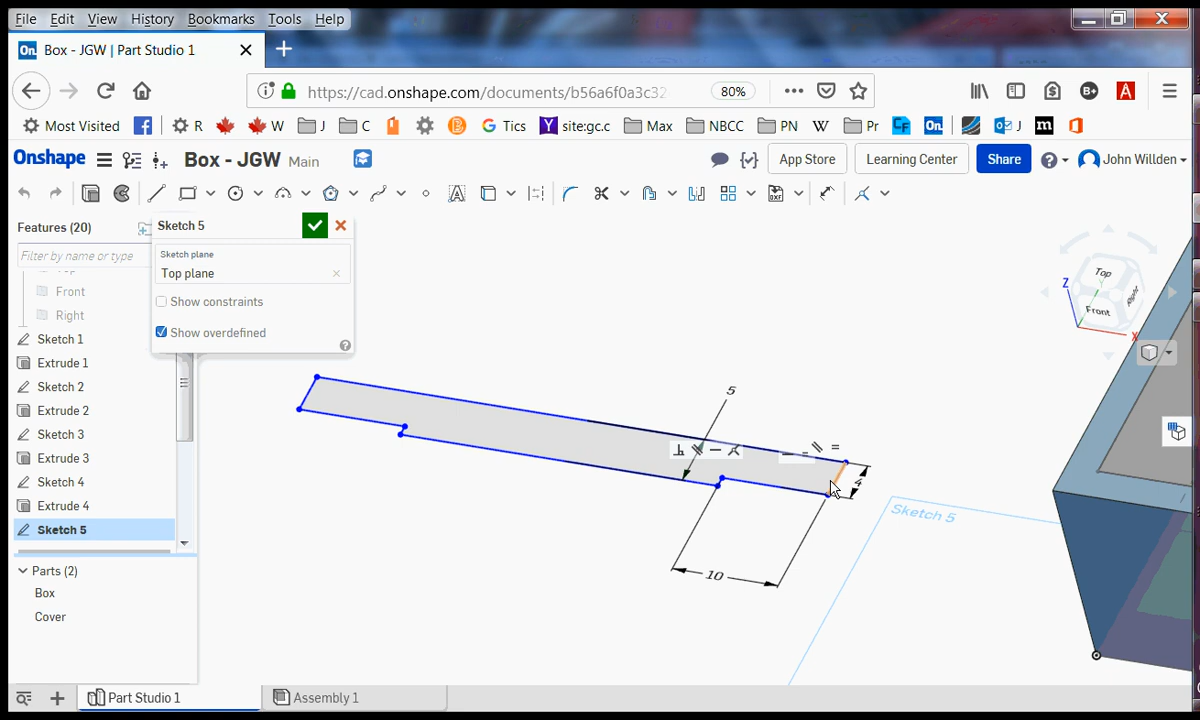 File Edit View History Bookmarks Tools Help
On Box - JGW | Part Studio 1
https://cad.onshape.com/documents/b56a6f0a3c32 80%
Most Visited R W J C Tics site:gc.c Max NBCC PN W Pr CF On J m
Onshape Box - JGW Main App Store Learning Center Share John Willden
Features (20)
Filter by name or type
Front
Right
Sketch 1
Extrude 1
Sketch 2
Extrude 2
Sketch 3
Extrude 3
Sketch 4
Extrude 4
Sketch 5
Parts (2)
Box
Cover
Sketch 5
Sketch plane
Top plane
Show constraints
Show overdefined
5
4
10
Sketch 5
Top
Front
Right
Z
X
Part Studio 1 Assembly 1